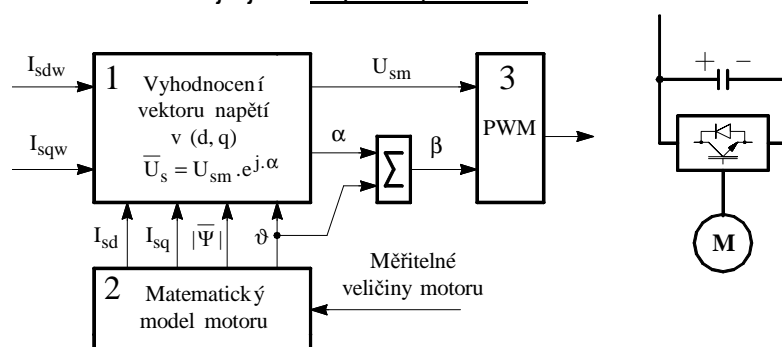 I_sdw
I_sqw
1
Vyhodnocení
vektoru napětí
v (d, q)
U̅_s = U_sm . e^j.α
U_sm
α
Σ
β
3
PWM
+ −
M
I_sd I_sq |Ψ̅| ϑ
2
Matematický
model motoru
Měřitelné
veličiny motoru